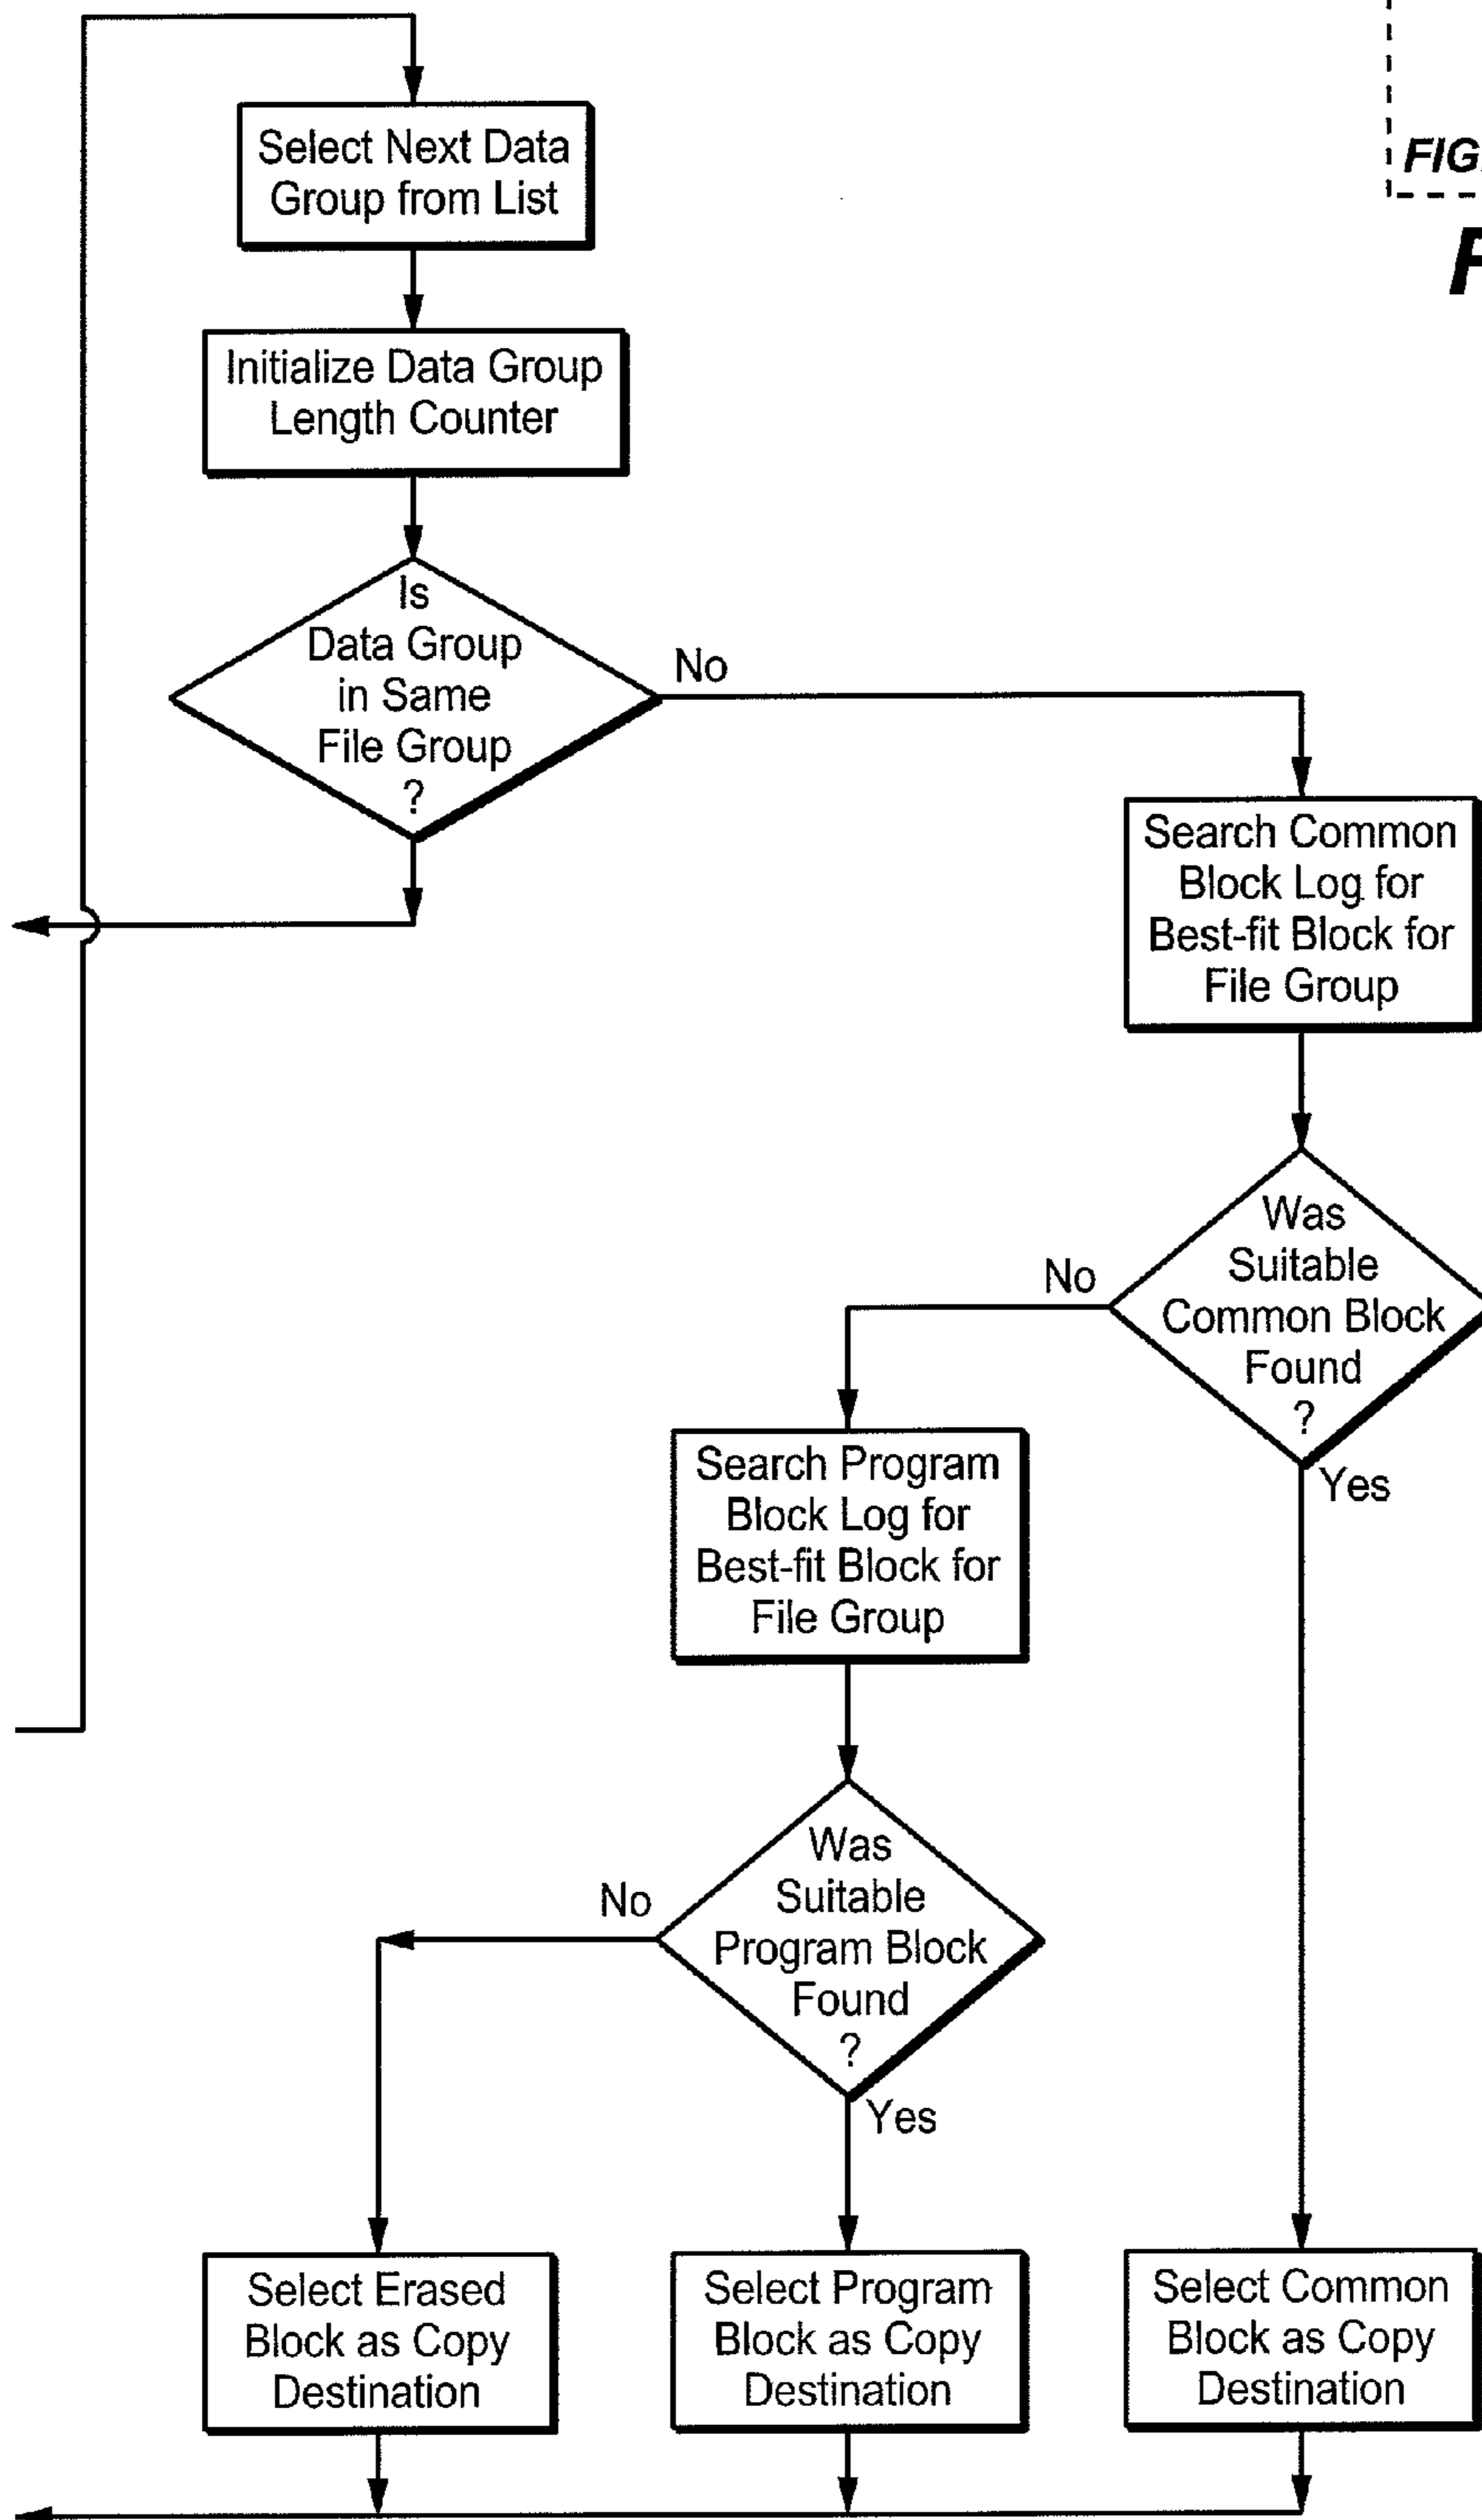 FIG.
Select Next Data
Group from List
Initialize Data Group
Length Counter
Is
Data Group
in Same
File Group
?
No
Search Common
Block Log for
Best-fit Block for
File Group
Was
Suitable
Common Block
Found
?
No
Yes
Search Program
Block Log for
Best-fit Block for
File Group
Was
Suitable
Program Block
Found
?
No
Yes
Select Erased
Block as Copy
Destination
Select Program
Block as Copy
Destination
Select Common
Block as Copy
Destination